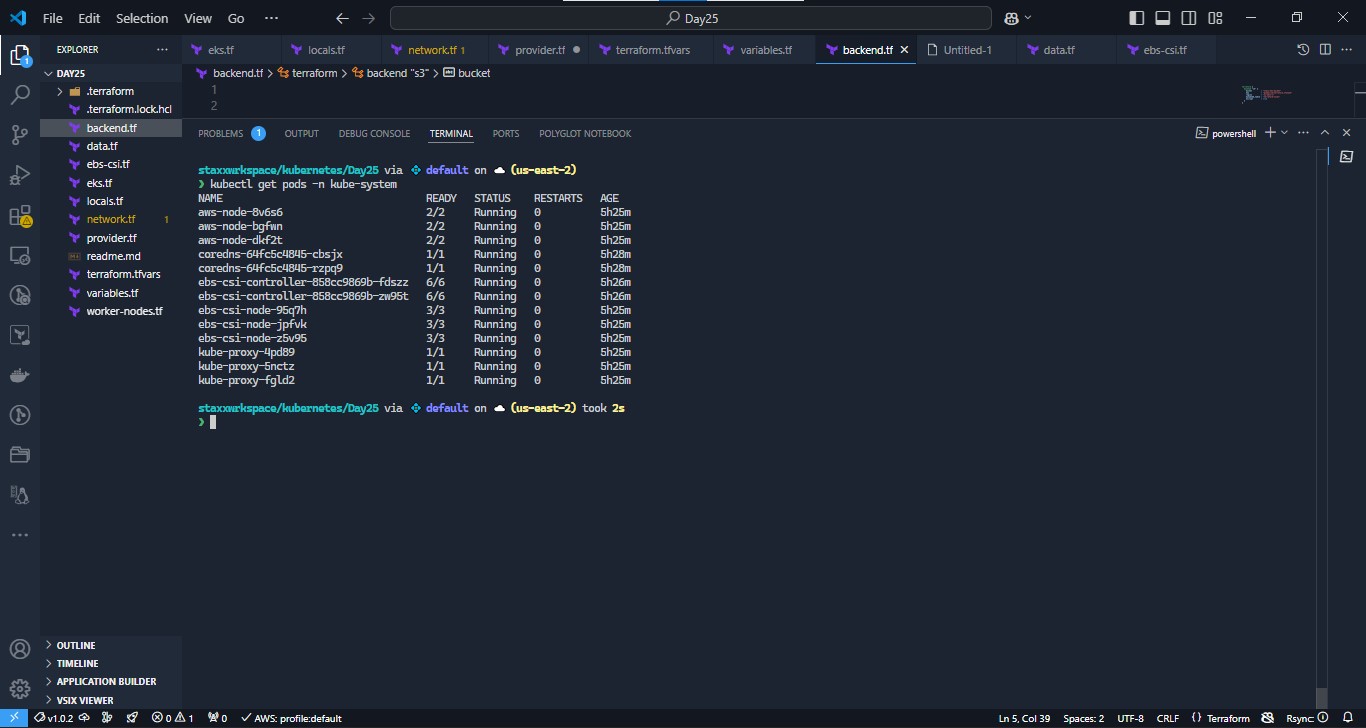 File Edit Selection View Go ··· Day25
EXPLORER ···
eks.tf locals.tf network.tf 1 provider.tf terraform.tfvars variables.tf backend.tf Untitled-1 data.tf ebs-csi.tf ···
backend.tf > terraform > backend "s3" > bucket
1
2
1
DAY25
.terraform
.terraform.lock.hcl
backend.tf
data.tf
ebs-csi.tf
eks.tf
locals.tf
network.tf 1
provider.tf
readme.md
terraform.tfvars
variables.tf
worker-nodes.tf
OUTLINE
TIMELINE
APPLICATION BUILDER
VSIX VIEWER
PROBLEMS 1 OUTPUT DEBUG CONSOLE TERMINAL PORTS POLYGLOT NOTEBOOK powershell
staxxwrkspace/kubernetes/Day25 via default on (us-east-2)
❯ kubectl get pods -n kube-system
NAME READY STATUS RESTARTS AGE
aws-node-8v6s6 2/2 Running 0 5h25m
aws-node-bgfwn 2/2 Running 0 5h25m
aws-node-dkf2t 2/2 Running 0 5h25m
coredns-64fc5c4845-cbsjx 1/1 Running 0 5h28m
coredns-64fc5c4845-rzpq9 1/1 Running 0 5h28m
ebs-csi-controller-858cc9869b-fdszz 6/6 Running 0 5h26m
ebs-csi-controller-858cc9869b-zw95t 6/6 Running 0 5h26m
ebs-csi-node-95q7h 3/3 Running 0 5h25m
ebs-csi-node-jpfvk 3/3 Running 0 5h25m
ebs-csi-node-z5v95 3/3 Running 0 5h25m
kube-proxy-4pd89 1/1 Running 0 5h25m
kube-proxy-5nctz 1/1 Running 0 5h25m
kube-proxy-fgld2 1/1 Running 0 5h25m
staxxwrkspace/kubernetes/Day25 via default on (us-east-2) took 2s
❯
v1.0.2 0 1 0 AWS: profile:default Ln 5, Col 39 Spaces: 2 UTF-8 CRLF {} Terraform Rsync: